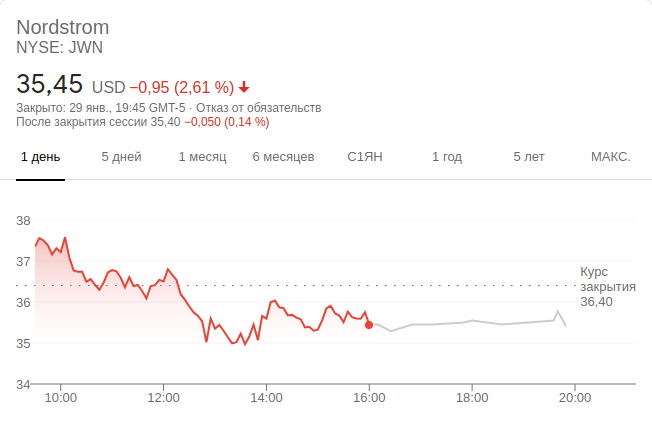 Nordstrom
NYSE: JWN
35,45 USD −0,95 (2,61 %)
Закрыто: 29 янв., 19:45 GMT-5 · Отказ от обязательств
После закрытия сессии 35,40 −0,050 (0,14 %)
1 день 5 дней 1 месяц 6 месяцев С1ЯН 1 год 5 лет МАКС.
38
37
Курс
закрытия
36,40
36
35
34
10:00 12:00 14:00 16:00 18:00 20:00